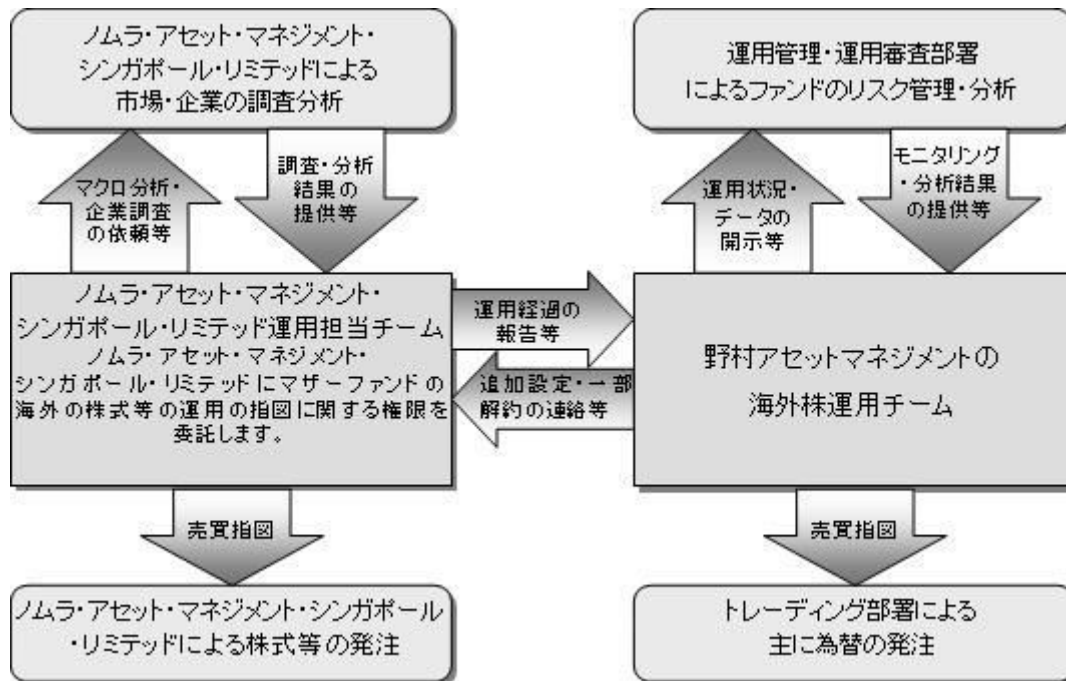 ノムラ・アセット・マネジメント・
シンガポール・リミテッドによる
市場・企業の調査分析
運用管理・運用審査部署
によるファンドのリスク管理・分析
マクロ分析・
企業調査
の依頼等
調査・分析
結果の
提供等
運用状況・
データの
開示等
モニタリング
・分析結果
の提供等
ノムラ・アセット・マネジメント・
シンガポール・リミテッド運用担当チーム
ノムラ・アセット・マネジメント・
シンガポール・リミテッドにマザーファンドの
海外の株式等の運用の指図に関する権限を
委託します。
運用経過の
報告等
追加設定・一部
解約の連絡等
野村アセットマネジメントの
海外株運用チーム
売買指図
売買指図
ノムラ・アセット・マネジメント・シンガポール
・リミテッドによる株式等の発注
トレーディング部署による
主に為替の発注